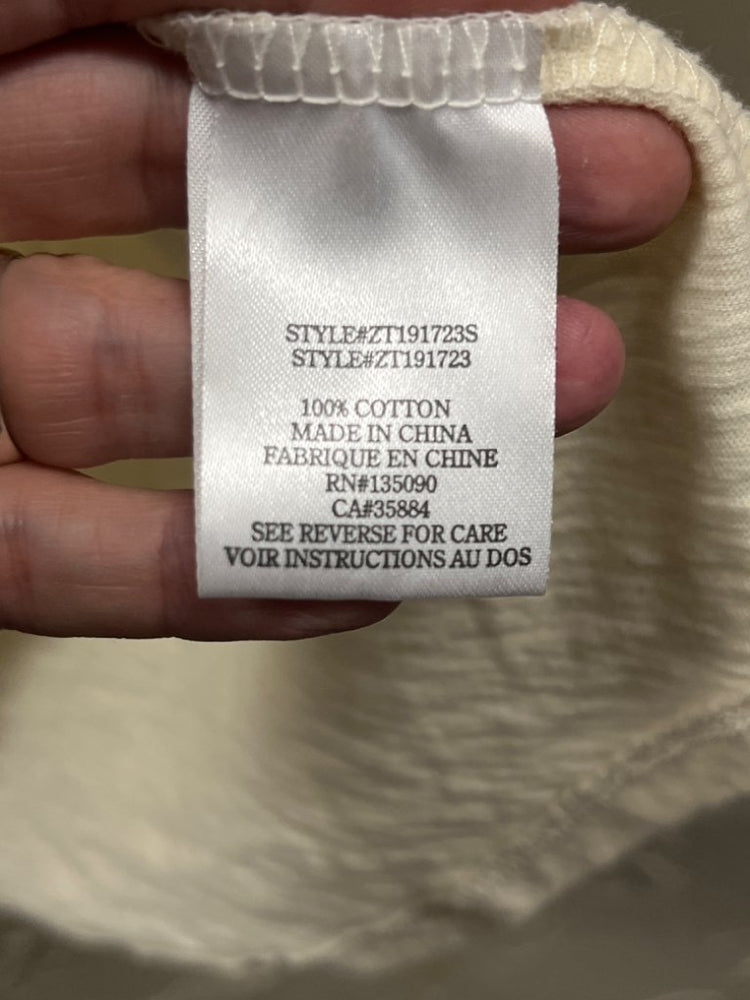 STYLE#ZT191723S
STYLE#ZT191723
100% COTTON
MADE IN CHINA
FABRIQUE EN CHINE
RN#135090
CA#35884
SEE REVERSE FOR CARE
VOIR INSTRUCTIONS AU DOS